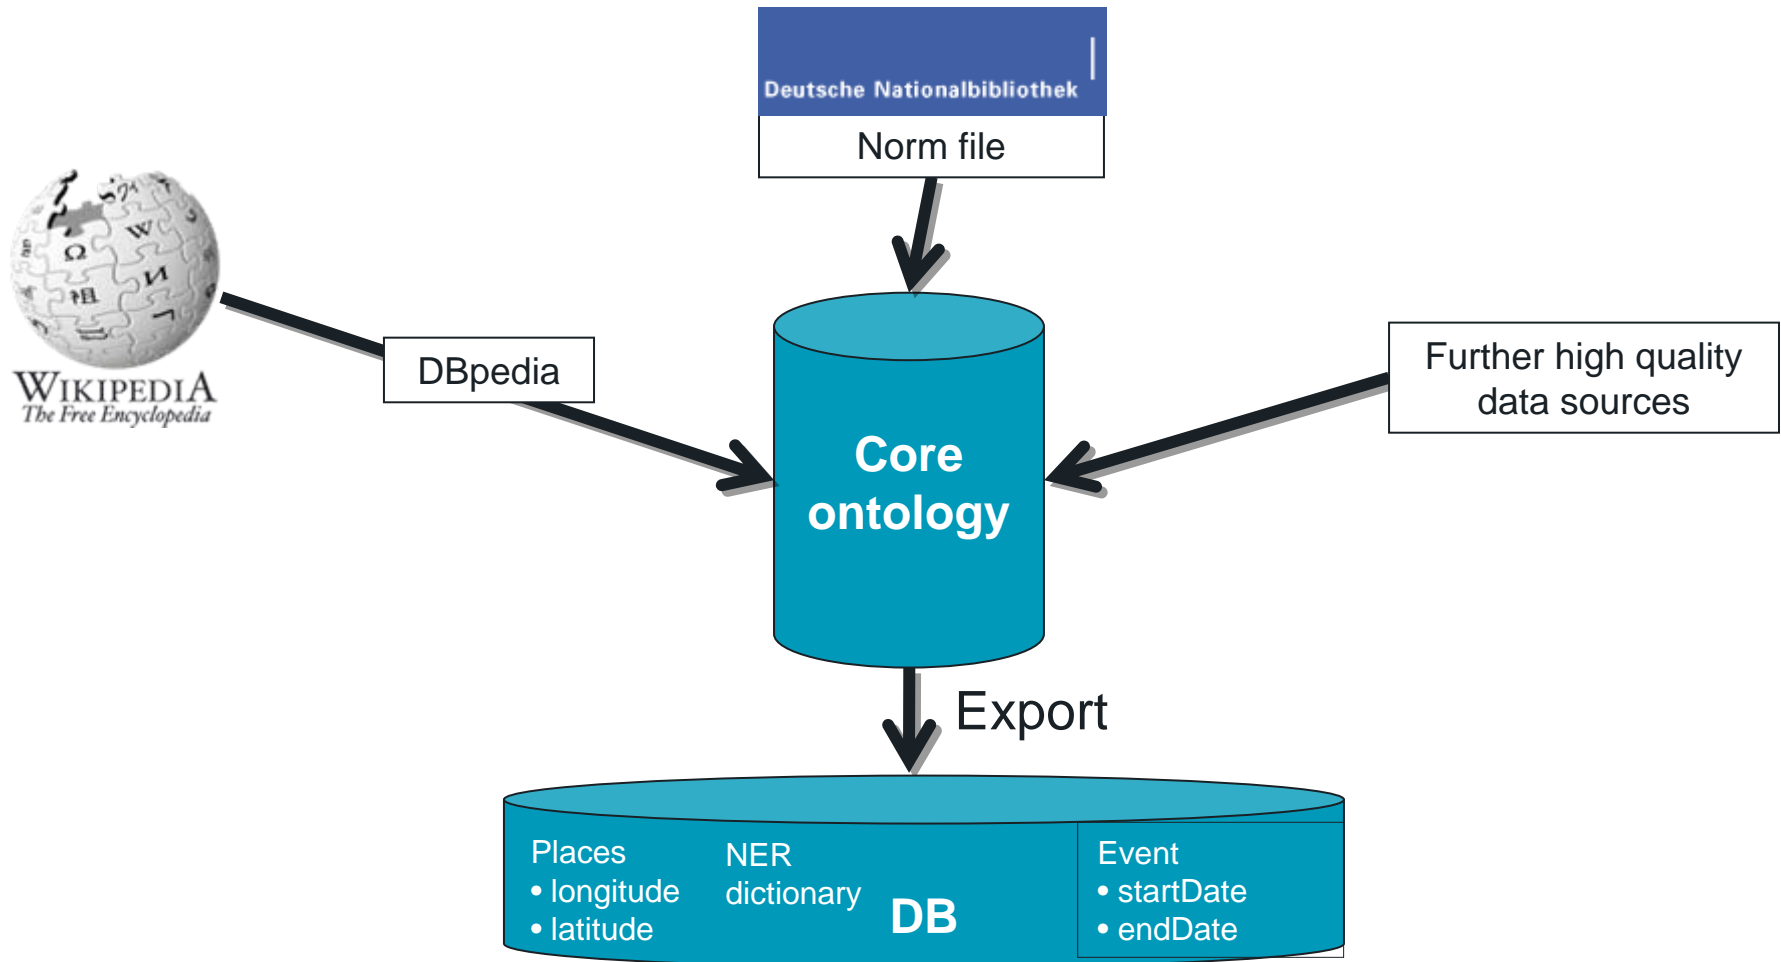 Deutsche Nationalbibliothek
Norm file
WIKIPEDIA
The Free Encyclopedia
DBpedia
Further high quality
data sources
Core
ontology
Export
Places
• longitude
• latitude
NER
dictionary
DB
Event
• startDate
• endDate